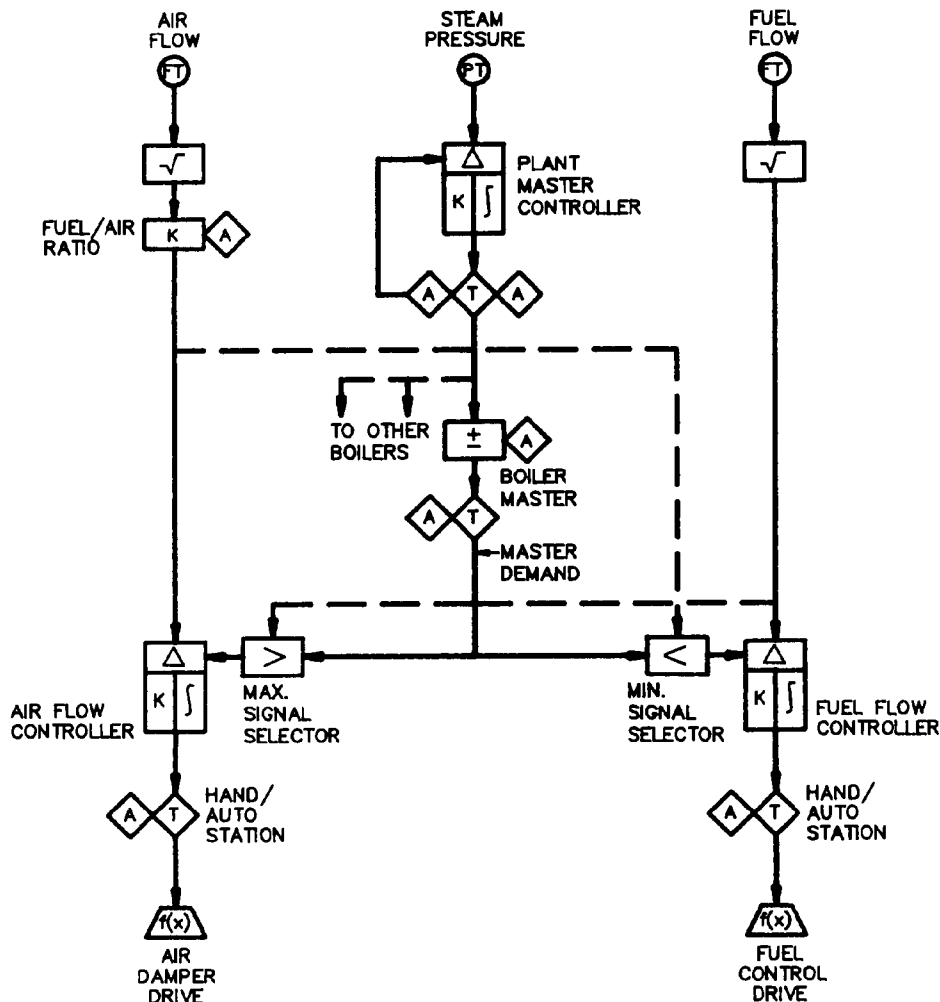 AIR
FLOW
STEAM
PRESSURE
FUEL
FLOW
FT
PT
FT
√
Δ
K ∫
PLANT
MASTER
CONTROLLER
√
FUEL/AIR
RATIO
K
A
A
T
A
TO OTHER
BOILERS
±
A
BOILER
MASTER
A
T
MASTER
DEMAND
Δ
K ∫
AIR FLOW
CONTROLLER
>
MAX.
SIGNAL
SELECTOR
<
MIN.
SIGNAL
SELECTOR
Δ
K ∫
FUEL FLOW
CONTROLLER
A
T
HAND/
AUTO
STATION
A
T
HAND/
AUTO
STATION
f(x)
AIR
DAMPER
DRIVE
f(x)
FUEL
CONTROL
DRIVE